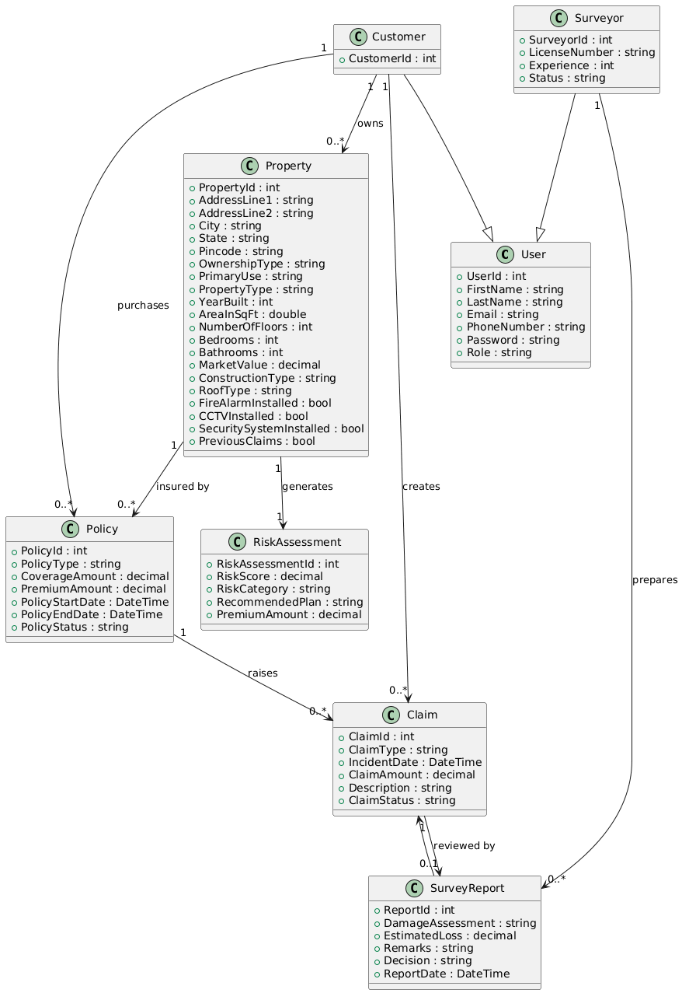 C Customer
CustomerId : int
C Surveyor
SurveyorId : int
LicenseNumber : string
Experience : int
Status : string
1
1
1
1
owns
0..*
C Property
PropertyId : int
AddressLine1 : string
AddressLine2 : string
City : string
State : string
Pincode : string
OwnershipType : string
PrimaryUse : string
PropertyType : string
YearBuilt : int
AreaInSqFt : double
NumberOfFloors : int
Bedrooms : int
Bathrooms : int
MarketValue : decimal
ConstructionType : string
RoofType : string
FireAlarmInstalled : bool
CCTVInstalled : bool
SecuritySystemInstalled : bool
PreviousClaims : bool
C User
UserId : int
FirstName : string
LastName : string
Email : string
PhoneNumber : string
Password : string
Role : string
purchases
1
1
insured by
generates
creates
0..*
0..*
1
C Policy
PolicyId : int
PolicyType : string
CoverageAmount : decimal
PremiumAmount : decimal
PolicyStartDate : DateTime
PolicyEndDate : DateTime
PolicyStatus : string
C RiskAssessment
RiskAssessmentId : int
RiskScore : decimal
RiskCategory : string
RecommendedPlan : string
PremiumAmount : decimal
prepares
1
raises
0..*
0..*
C Claim
ClaimId : int
ClaimType : string
IncidentDate : DateTime
ClaimAmount : decimal
Description : string
ClaimStatus : string
1
reviewed by
0..1
0..*
C SurveyReport
ReportId : int
DamageAssessment : string
EstimatedLoss : decimal
Remarks : string
Decision : string
ReportDate : DateTime